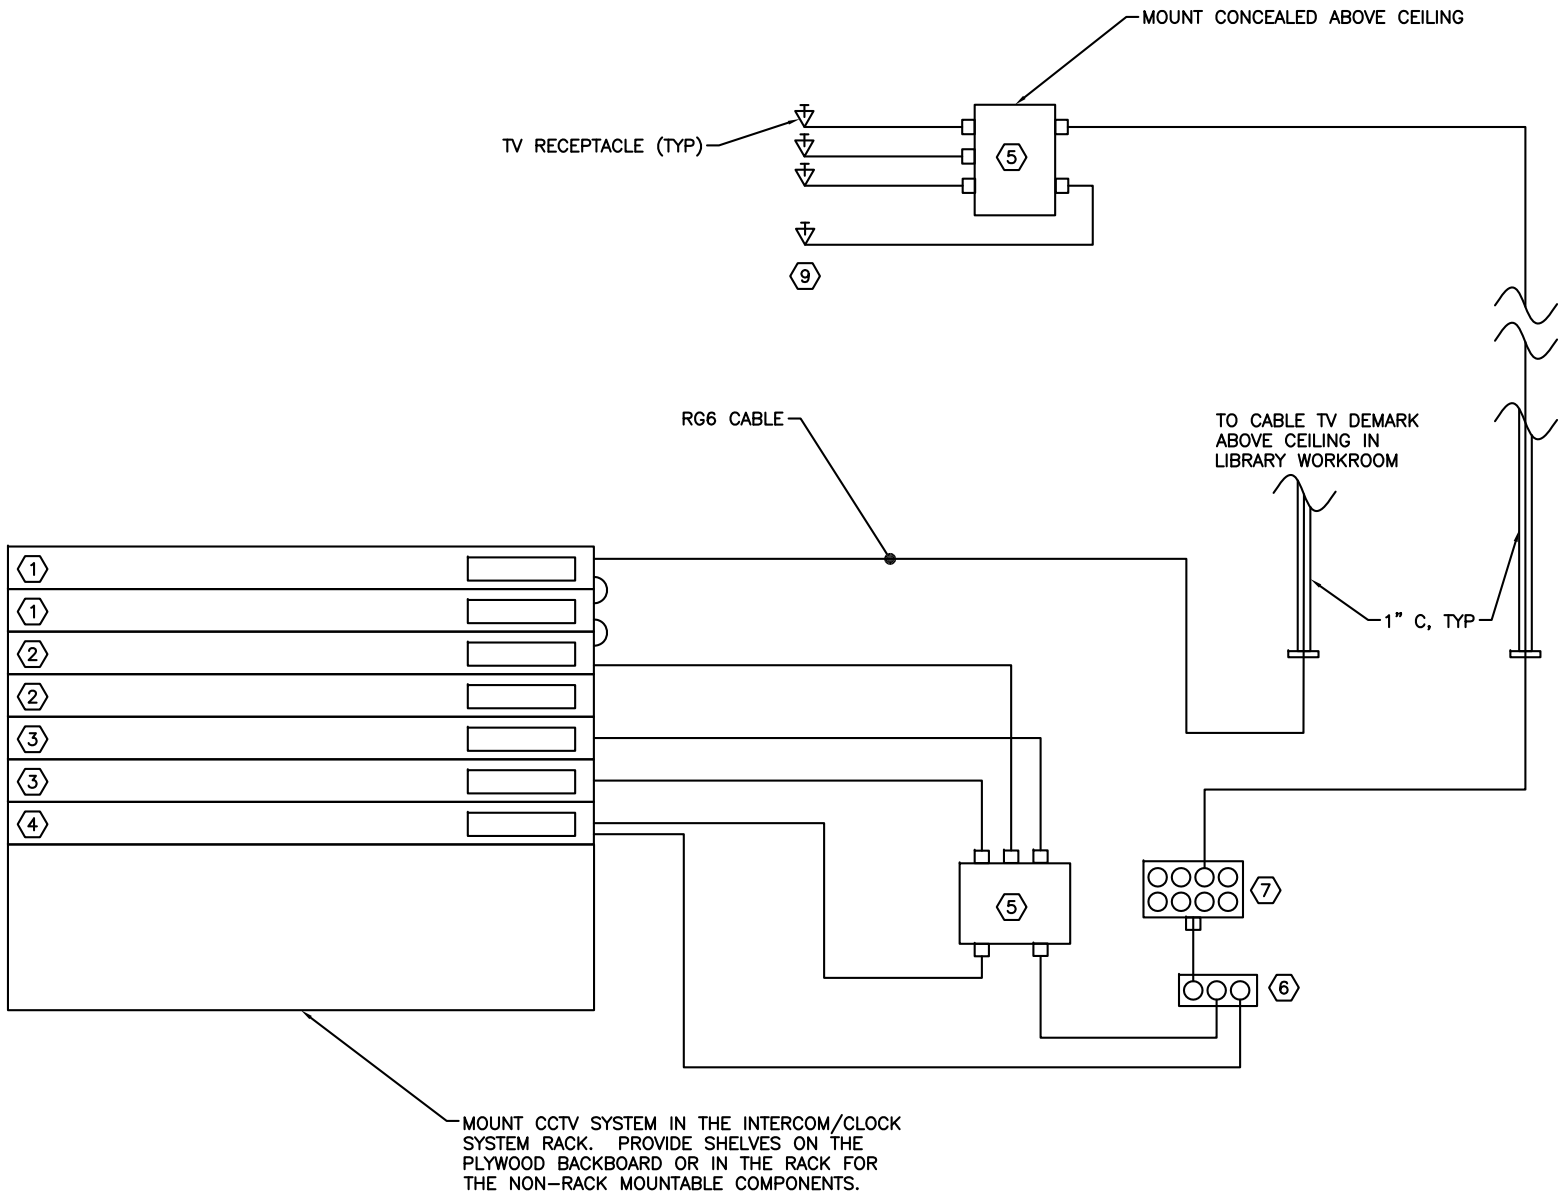 MOUNT CONCEALED ABOVE CEILING
TV RECEPTACLE (TYP)
5
9
RG6 CABLE
TO CABLE TV DEMARK
ABOVE CEILING IN
LIBRARY WORKROOM
1
1
2
2
3
3
4
1" C, TYP
5
7
6
MOUNT CCTV SYSTEM IN THE INTERCOM/CLOCK
SYSTEM RACK. PROVIDE SHELVES ON THE
PLYWOOD BACKBOARD OR IN THE RACK FOR
THE NON-RACK MOUNTABLE COMPONENTS.